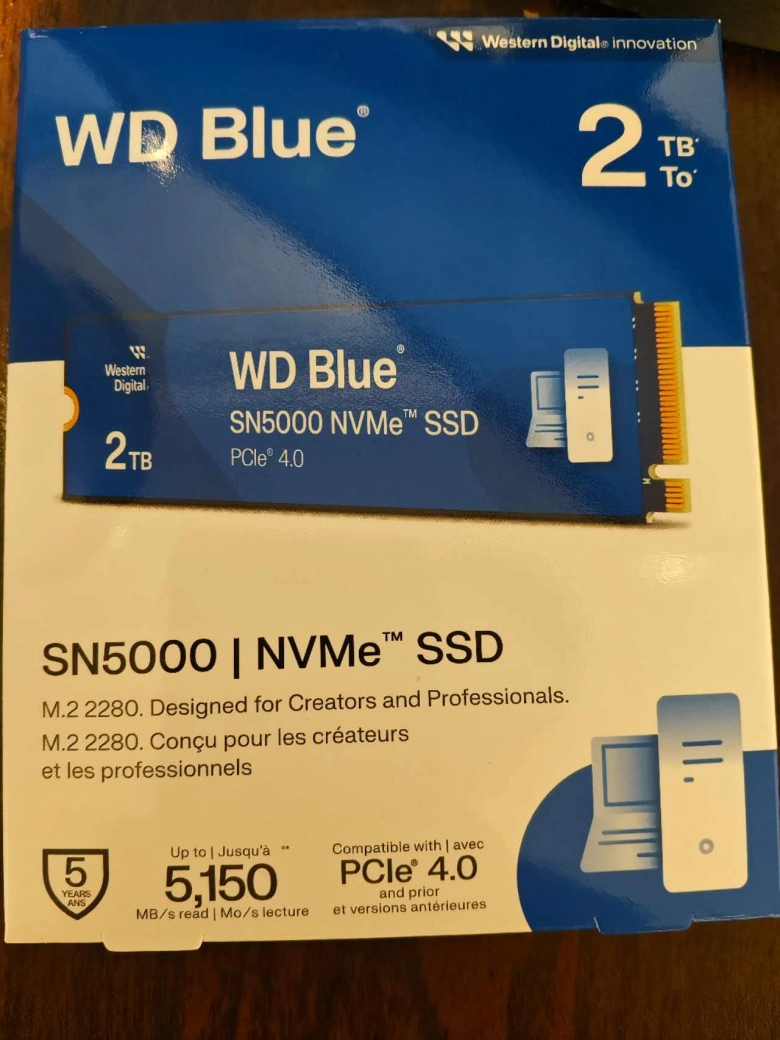 Western Digital® innovation
WD Blue®
2 TB*
To*
Western
Digital
2TB
WD Blue®
SN5000 NVMe™ SSD
PCIe® 4.0
M
SN5000 | NVMe™ SSD
M.2 2280. Designed for Creators and Professionals.
M.2 2280. Conçu pour les créateurs
et les professionnels
5
YEARS
ANS
Up to | Jusqu'à **
5,150
MB/s read | Mo/s lecture
Compatible with | avec
PCIe® 4.0
and prior
et versions antérieures